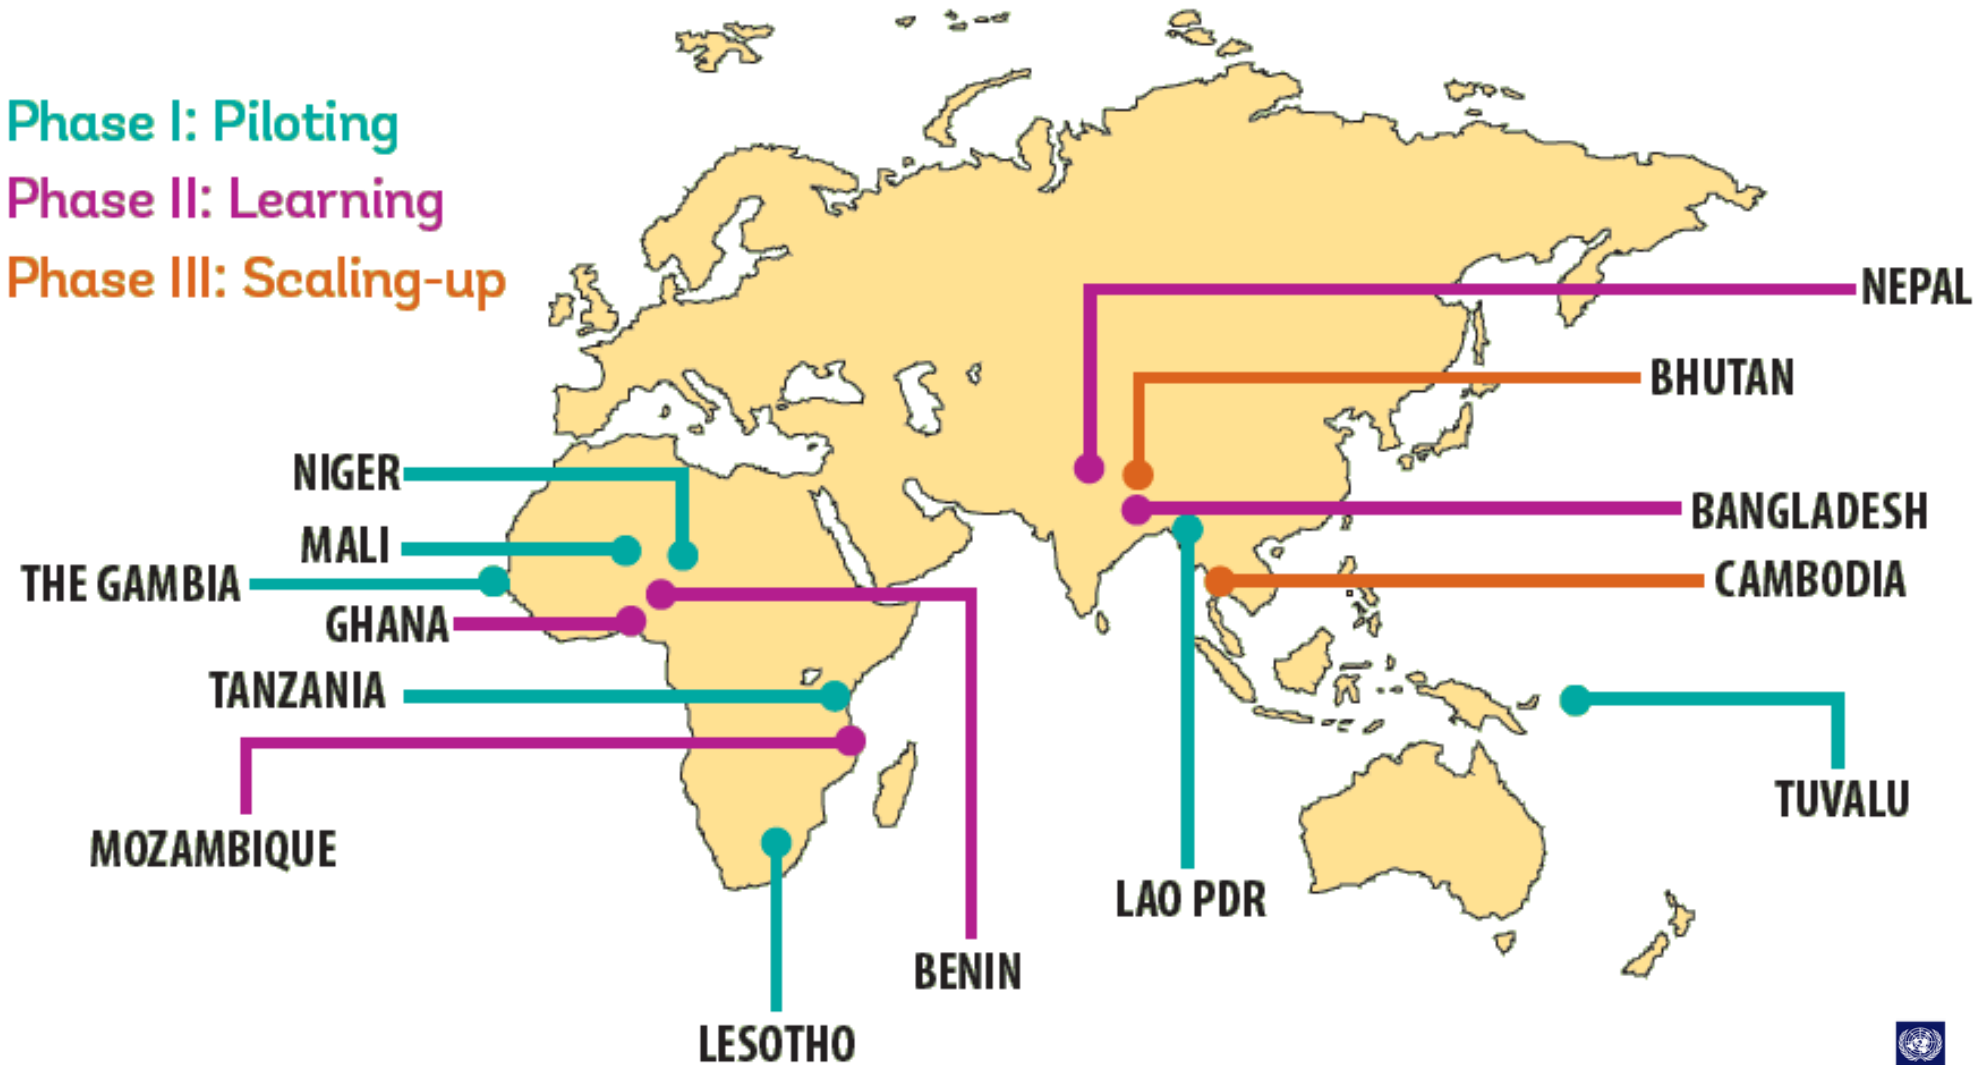 Phase I: Piloting
Phase II: Learning
Phase III: Scaling-up
NEPAL
BHUTAN
NIGER
BANGLADESH
MALI
THE GAMBIA
CAMBODIA
GHANA
TANZANIA
TUVALU
MOZAMBIQUE
LAO PDR
BENIN
LESOTHO